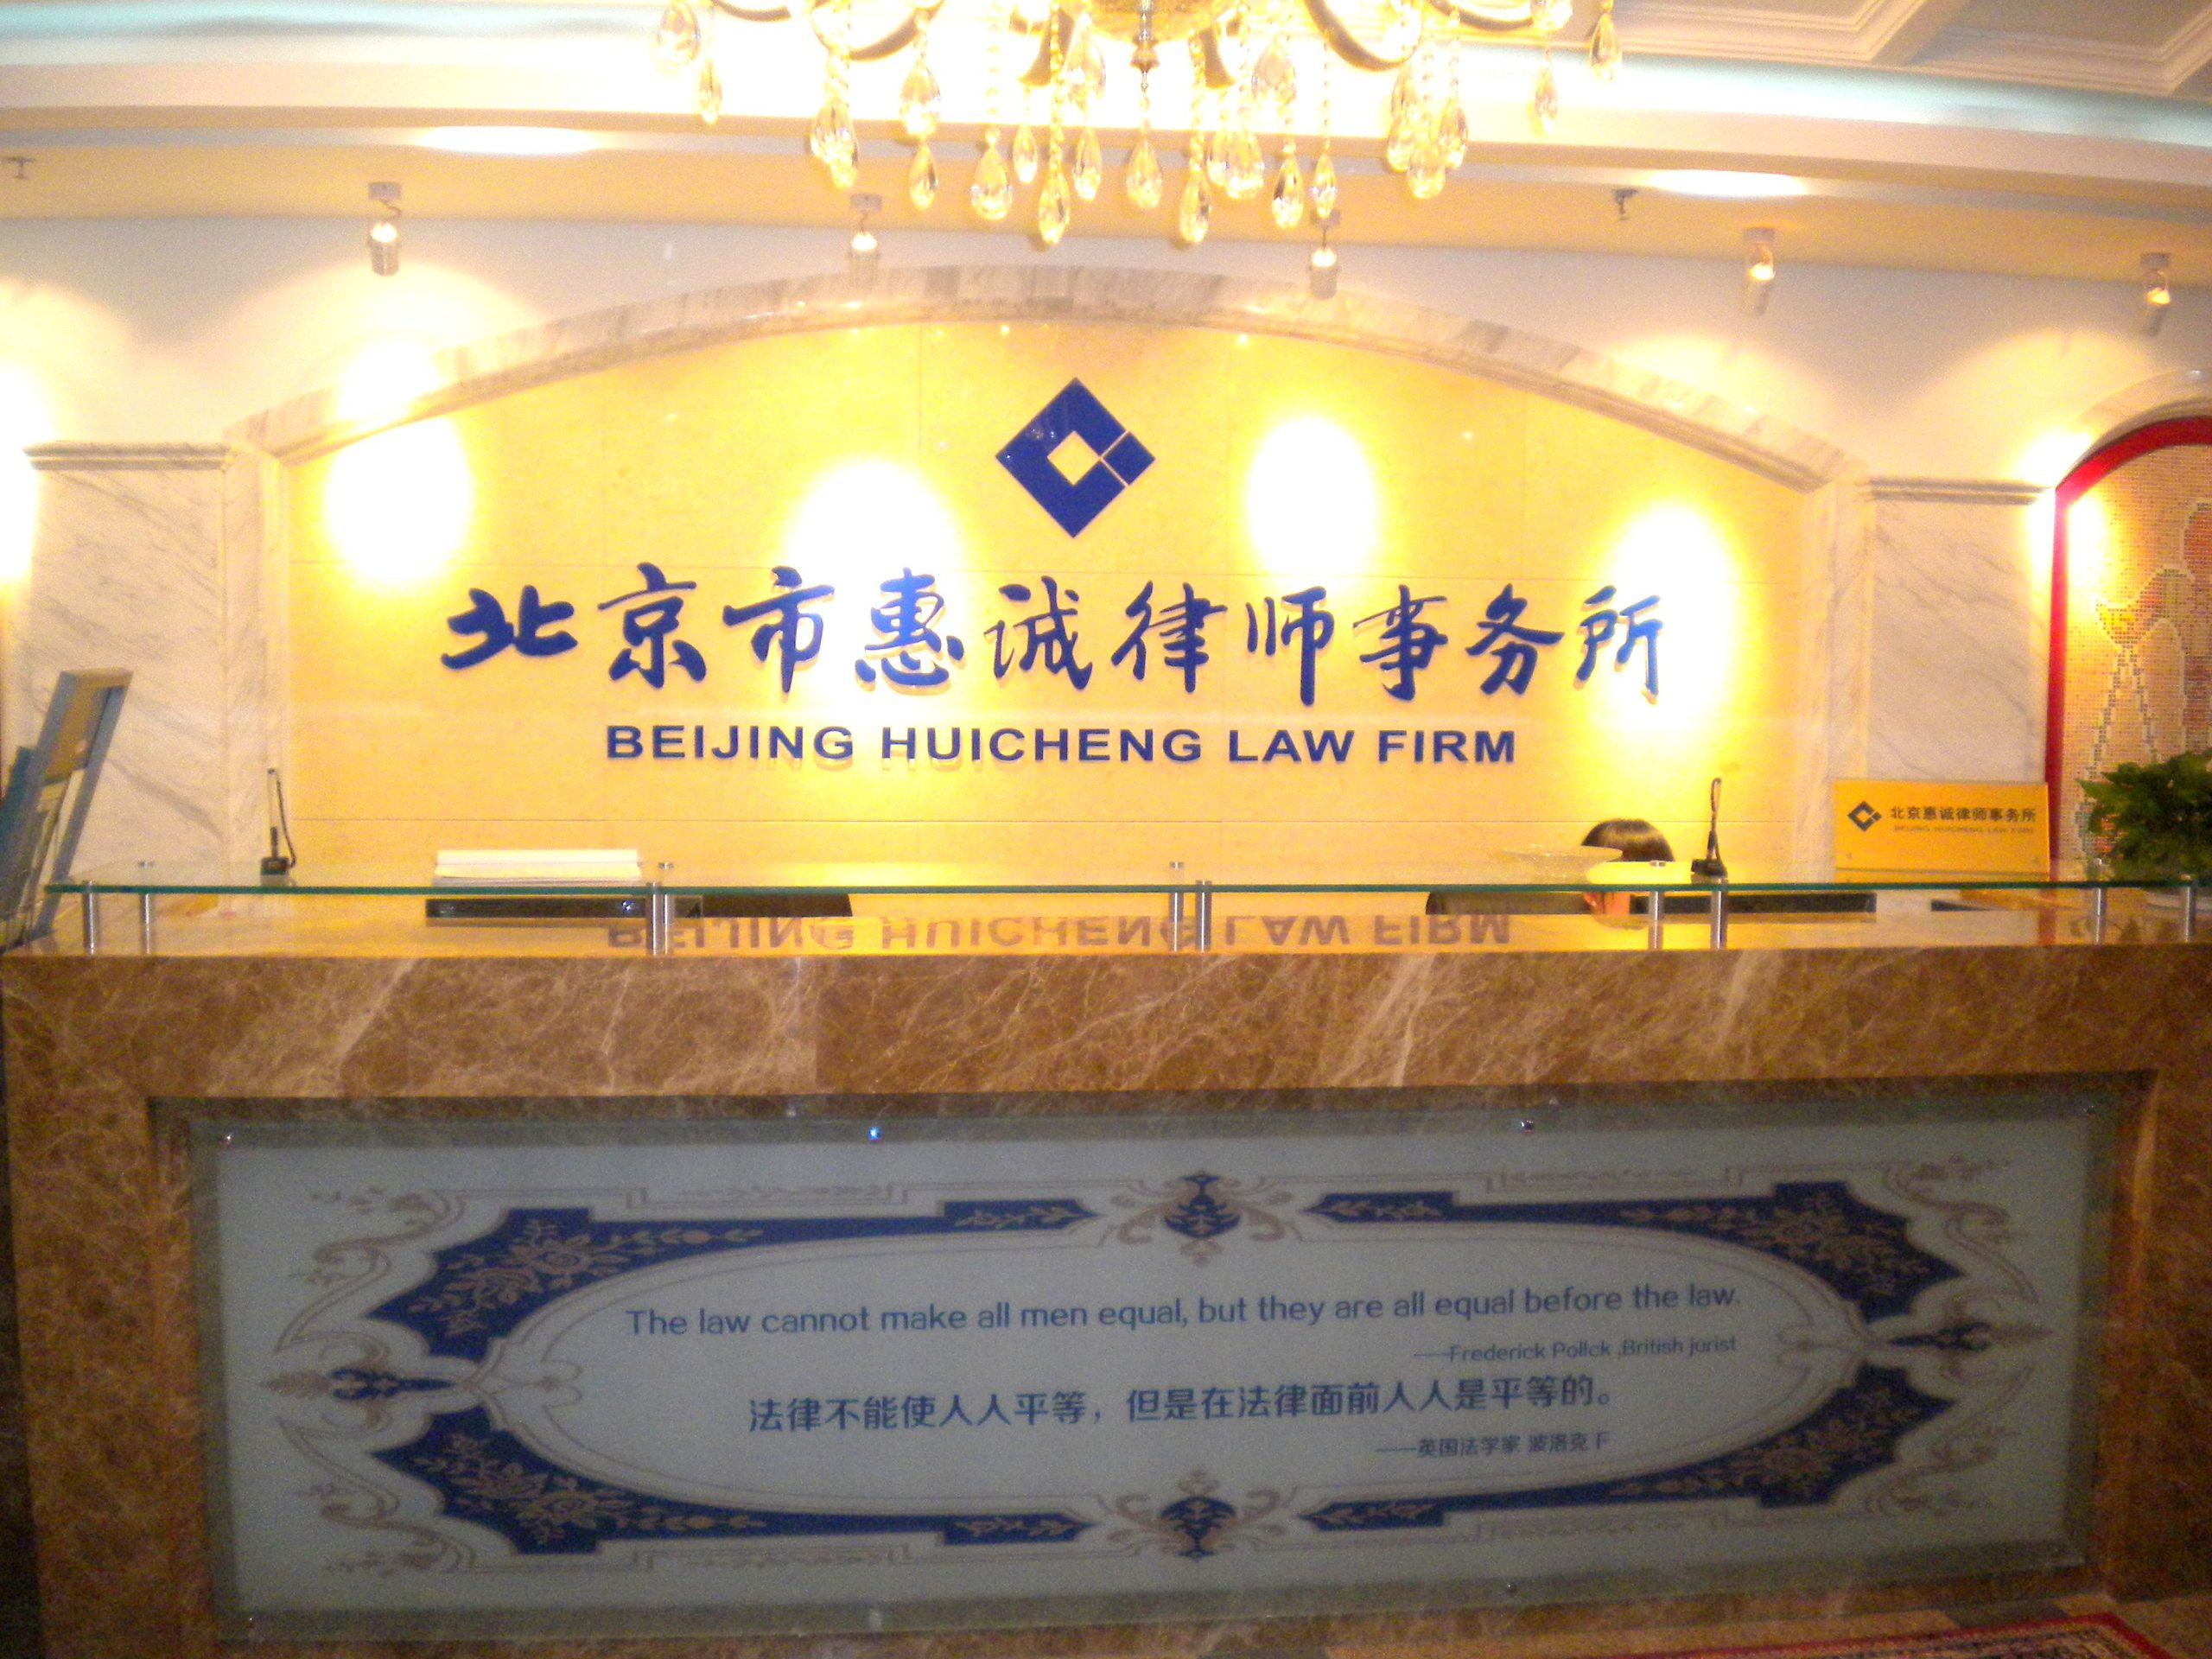 北京市惠诚律师事务所
BEIJING HUICHENG LAW FIRM
北京惠诚律师事务所
BEIJING HUICHENG LAW FIRM
BEIJING HUICHENG LAW FIRM
The law cannot make all men equal, but they are all equal before the law.
——Frederick Pollck ,British jurist
法律不能使人人平等，但是在法律面前人人是平等的。
——英国法学家 波洛克 F